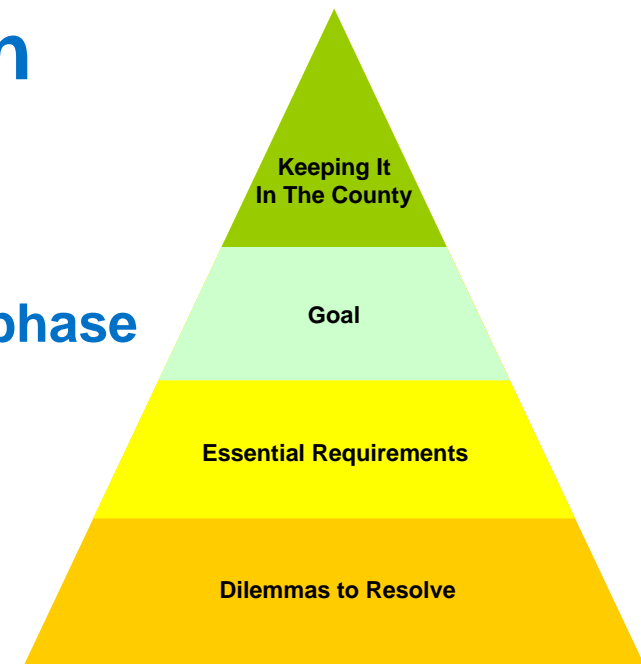 n
Keeping It
In The County
phase
Goal
Essential Requirements
Dilemmas to Resolve